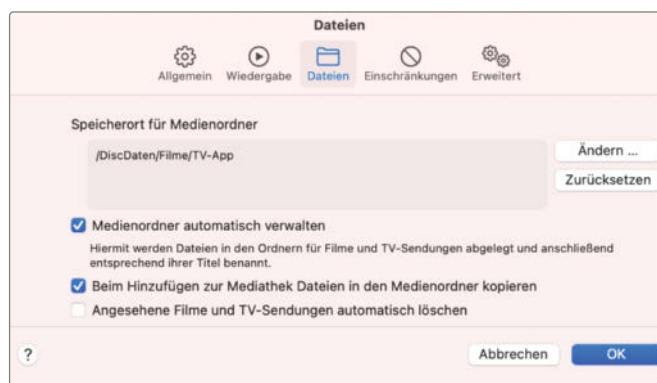 Dateien
Allgemein
Wiedergabe
Dateien
Einschränkungen
Erweitert
Speicherort für Medienordner
/DiscDaten/Filme/TV-App
Ändern ...
Zurücksetzen
Medienordner automatisch verwalten
Hiermit werden Dateien in den Ordnern für Filme und TV-Sendungen abgelegt und anschließend
entsprechend ihrer Titel benannt.
Beim Hinzufügen zur Mediathek Dateien in den Medienordner kopieren
Angesehene Filme und TV-Sendungen automatisch löschen
?
Abbrechen
OK